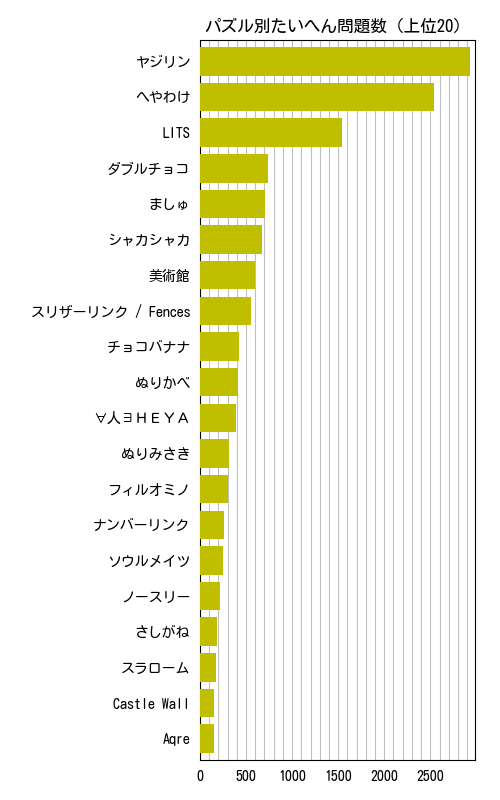 パズル別たいへん問題数 (上位20)
ヤジリン
へやわけ
LITS
ダブルチョコ
ましゅ
シャカシャカ
美術館
スリザーリンク / Fences
チョコバナナ
ぬりかべ
∀人∃ＨＥＹＡ
ぬりみさき
フィルオミノ
ナンバーリンク
ソウルメイツ
ノースリー
さしがね
スラローム
Castle Wall
Aqre
0 500 1000 1500 2000 2500